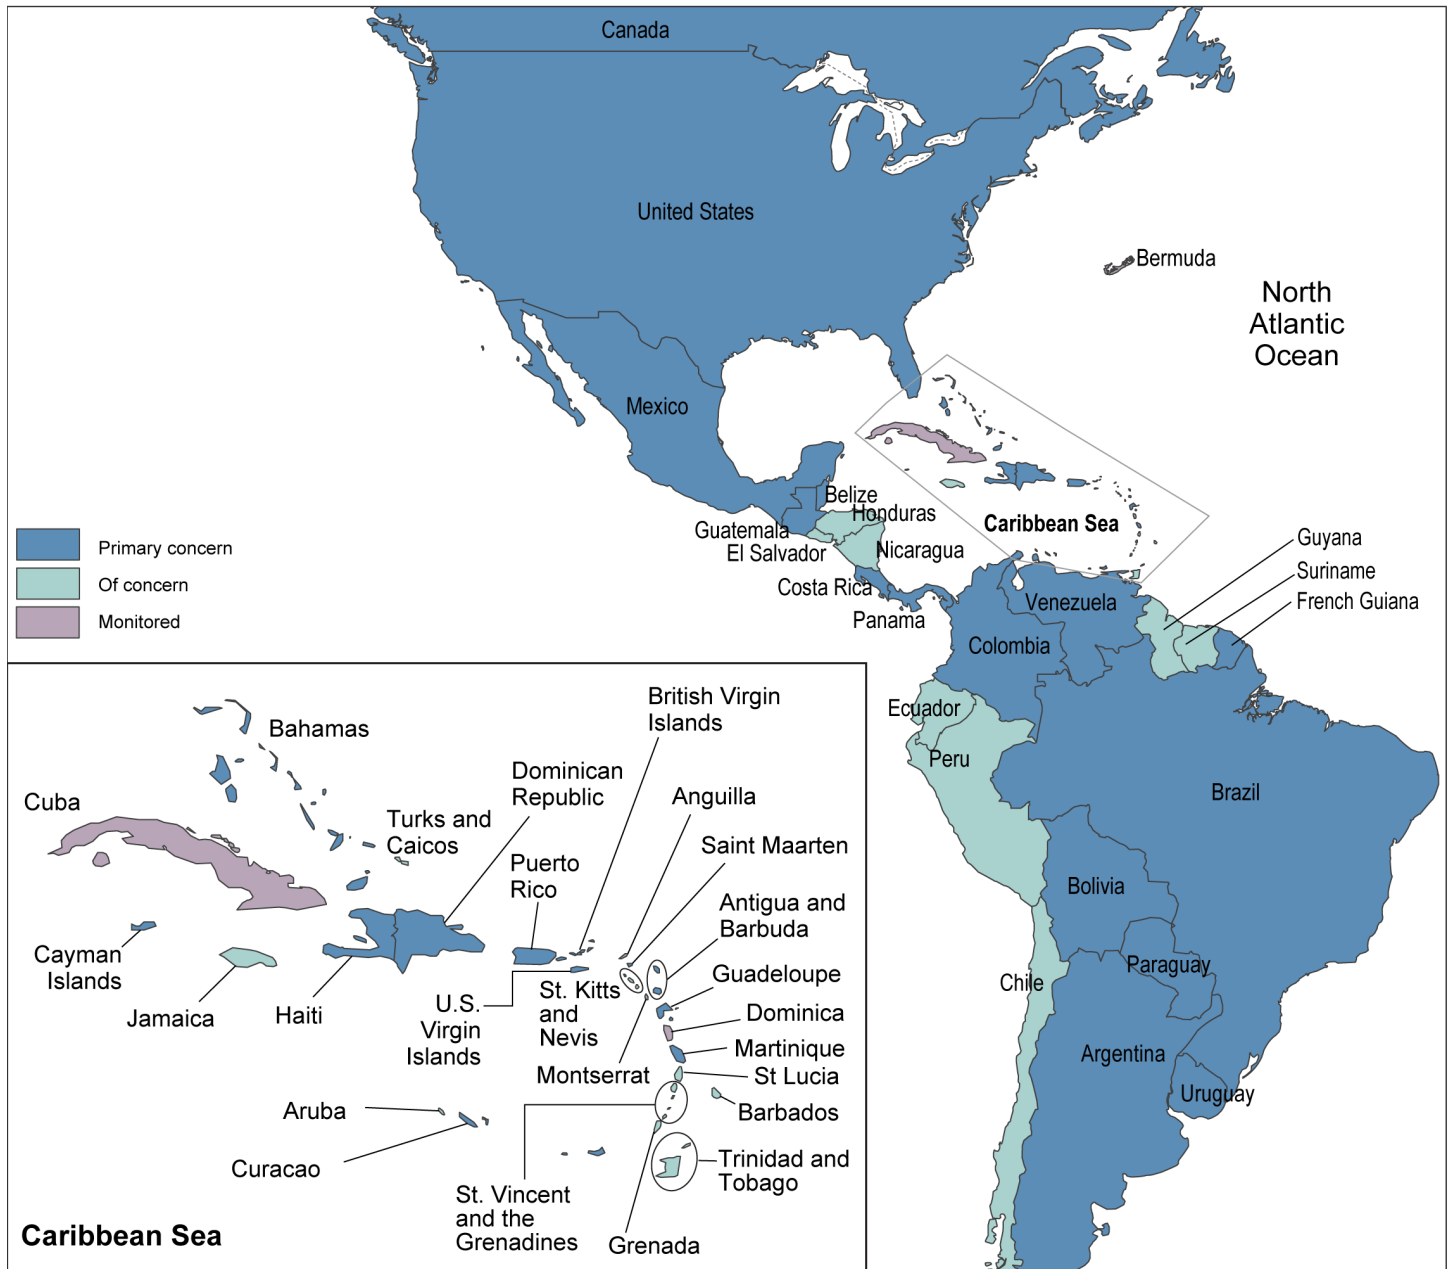 Canada
United States
Bermuda
North
Atlantic
Ocean
Mexico
Belize
Honduras
Guatemala
El Salvador
Nicaragua
Costa Rica
Panama
Caribbean Sea
Guyana
Suriname
French Guiana
Venezuela
Colombia
Ecuador
Peru
Brazil
Bolivia
Paraguay
Chile
Argentina
Uruguay
Primary concern
Of concern
Monitored
British Virgin
Islands
Bahamas
Dominican
Republic
Cuba
Anguilla
Turks and
Caicos
Saint Maarten
Puerto
Rico
Antigua and
Barbuda
Cayman
Islands
Guadeloupe
Jamaica
Haiti
U.S.
Virgin
Islands
St. Kitts
and
Nevis
Dominica
Martinique
Montserrat
St Lucia
Aruba
Barbados
Curacao
Trinidad and
Tobago
St. Vincent
and the
Grenadines
Grenada
Caribbean Sea